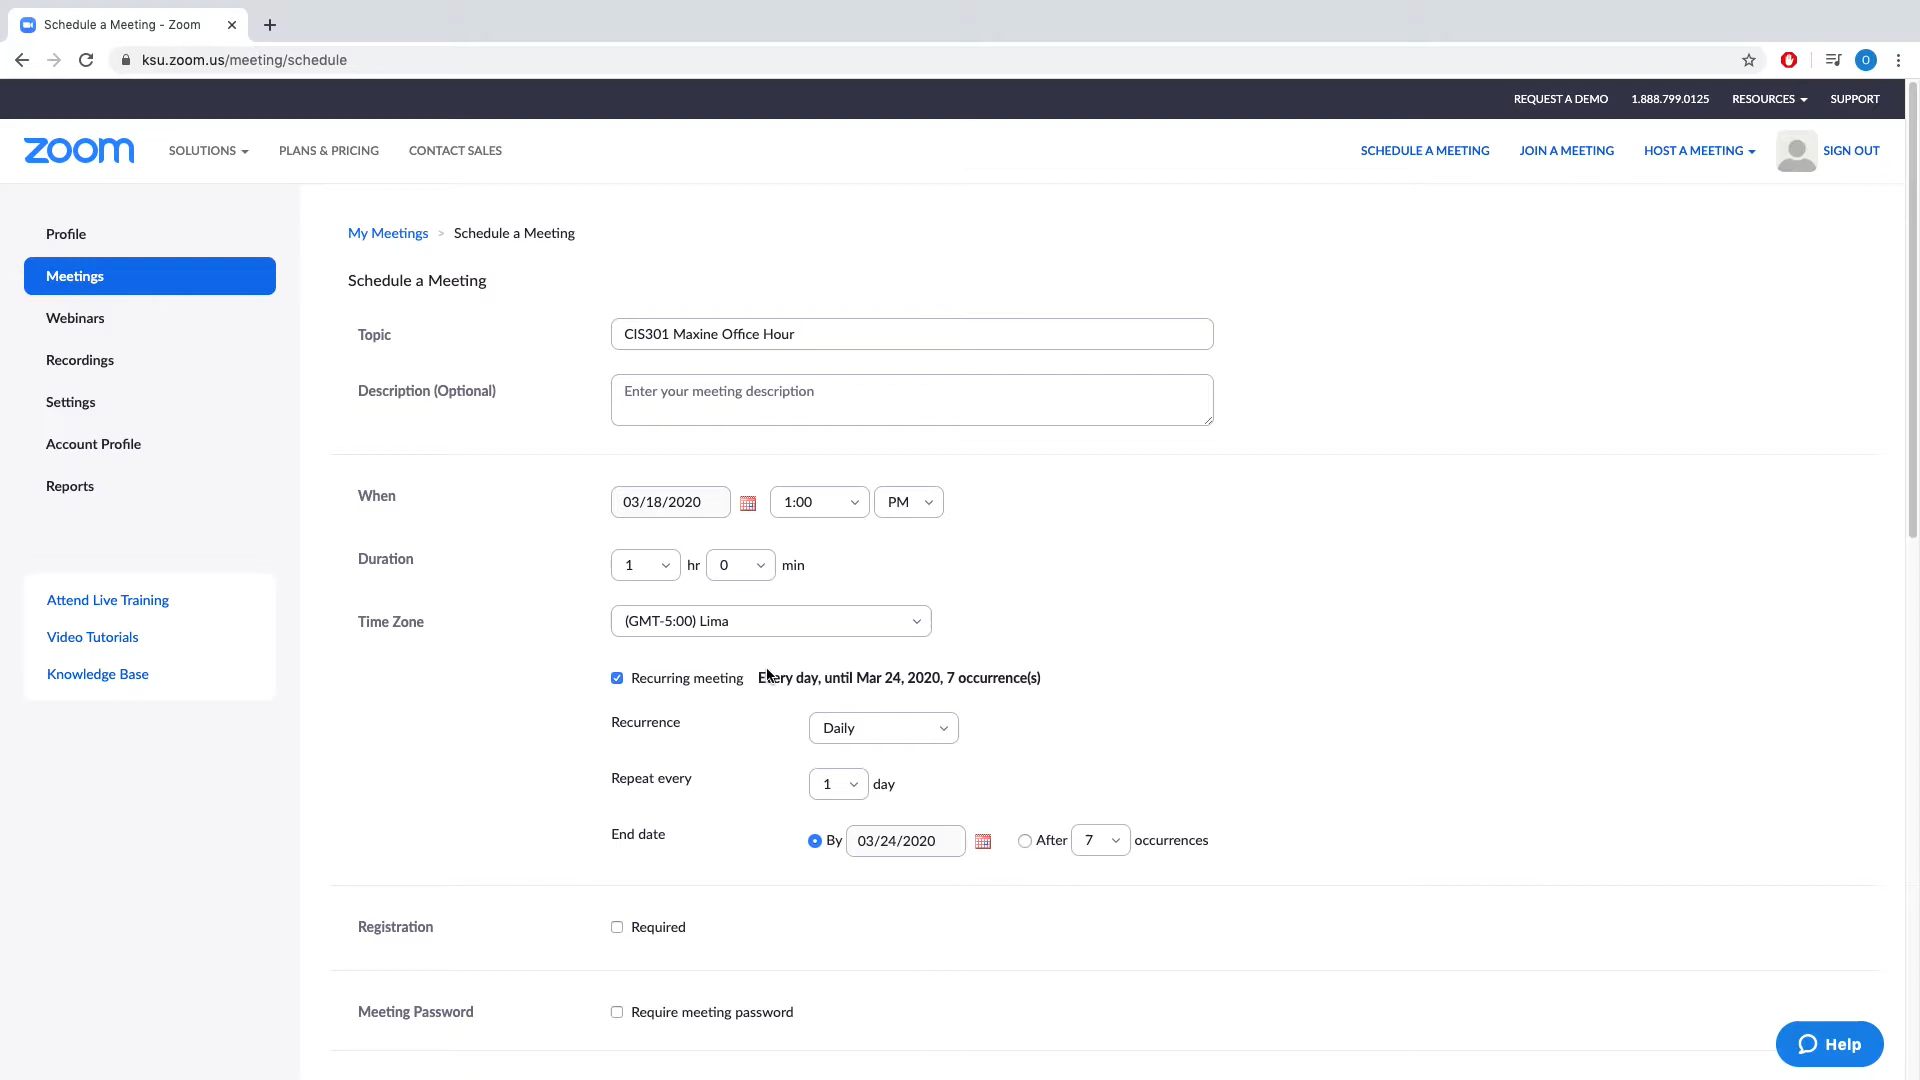 Schedule a Meeting - Zoom
ksu.zoom.us/meeting/schedule
O
REQUEST A DEMO 1.888.799.0125 RESOURCES SUPPORT
zoom SOLUTIONS PLANS & PRICING CONTACT SALES SCHEDULE A MEETING JOIN A MEETING HOST A MEETING SIGN OUT
Profile
Meetings
Webinars
Recordings
Settings
Account Profile
Reports
Attend Live Training
Video Tutorials
Knowledge Base
My Meetings > Schedule a Meeting
Schedule a Meeting
Topic CIS301 Maxine Office Hour
Description (Optional) Enter your meeting description
When 03/18/2020 1:00 PM
Duration 1 hr 0 min
Time Zone (GMT-5:00) Lima
Recurring meeting Every day, until Mar 24, 2020, 7 occurrence(s)
Recurrence Daily
Repeat every 1 day
End date By 03/24/2020 After 7 occurrences
Registration Required
Meeting Password Require meeting password
Help